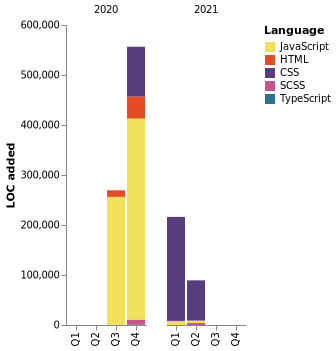 2020 2021
Language
JavaScript
HTML
CSS
SCSS
TypeScript
LOC added
600,000
500,000
400,000
300,000
200,000
100,000
0
Q1 Q2 Q3 Q4 Q1 Q2 Q3 Q4